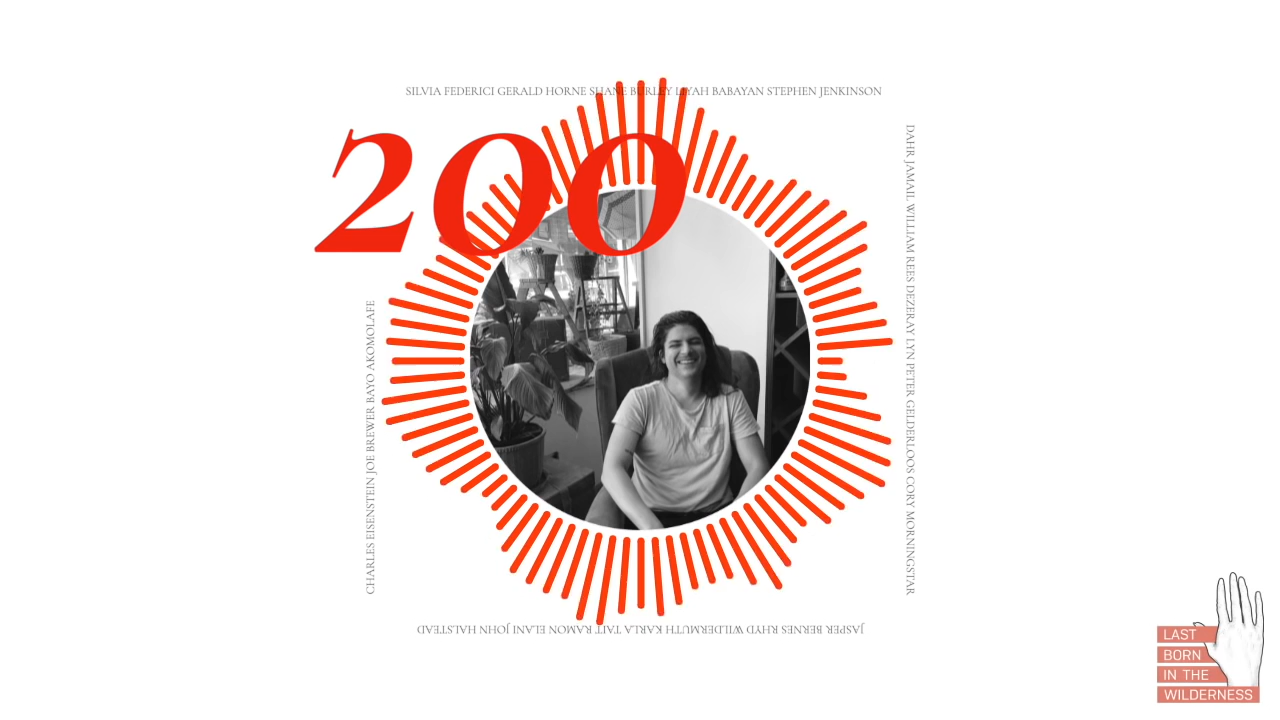 SILVIA FEDERICI GERALD HORNE SHANE BURLEY LIYAH BABAYAN STEPHEN JENKINSON
200
DAHR JAMAIL WILLIAM REES DEZERAY LYN PETER GELDERLOOS CORY MORNINGSTAR
JASPER BERNES RHYD WILDERMUTH KARLA TAIT RAMON ELANI JOHN HALSTEAD
CHARLES EISENSTEIN JOE BREWER BAYO AKOMOLAFE
LAST
BORN
IN THE
WILDERNESS